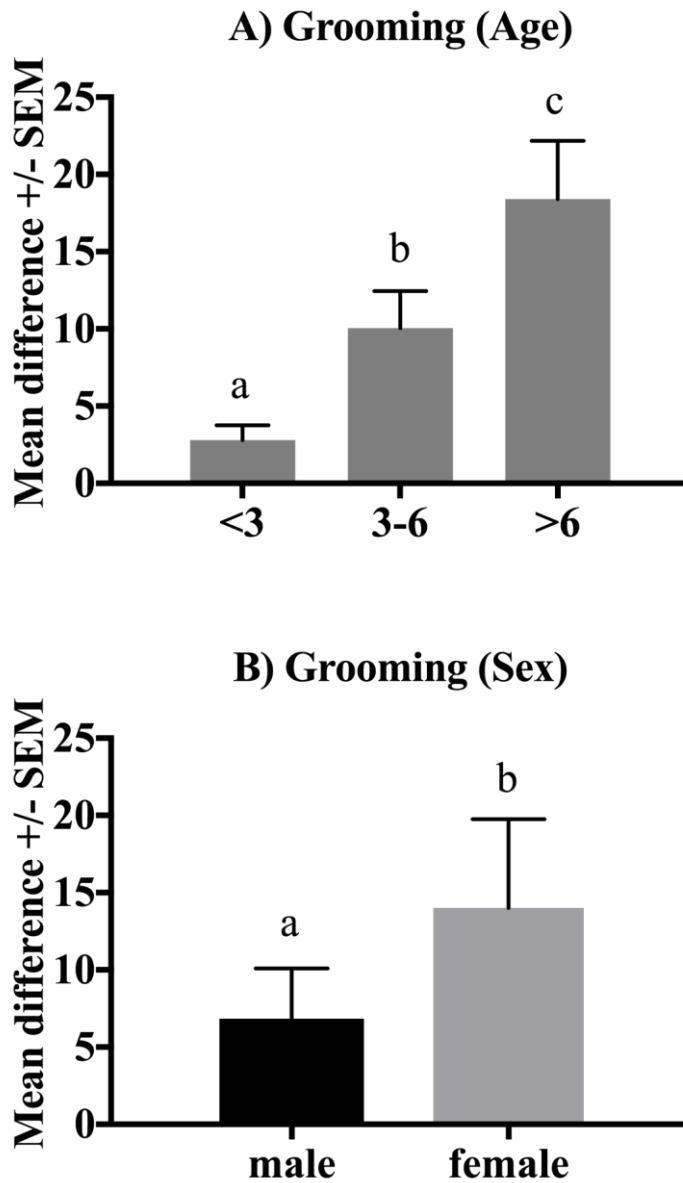 A) Grooming (Age)
Mean difference +/- SEM
25
20
15
10
5
0
a
b
c
<3
3-6
>6
B) Grooming (Sex)
Mean difference +/- SEM
25
20
15
10
5
0
a
b
male
female